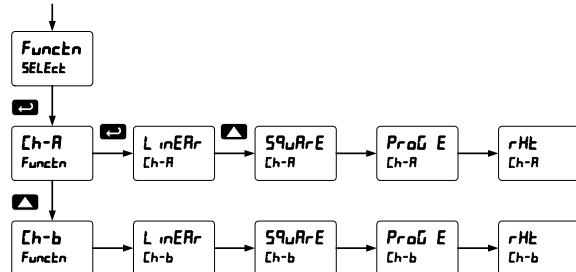 Functn
SELEct
Ch-A
Functn
LinEAr
Ch-A
SquArE
Ch-A
ProG E
Ch-A
rHt
Ch-A
Ch-b
Functn
LinEAr
Ch-b
SquArE
Ch-b
ProG E
Ch-b
rHt
Ch-b